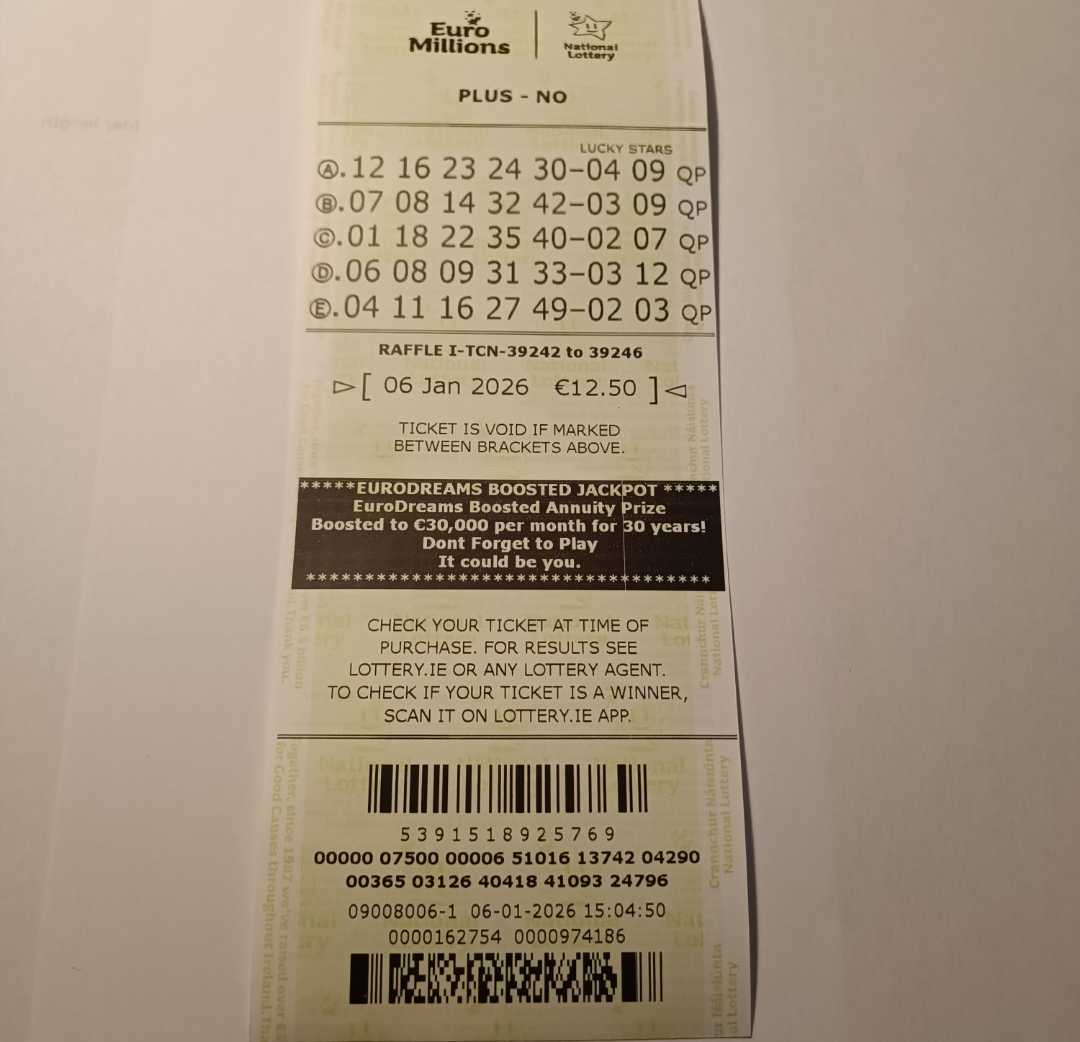 Euro Millions
National Lottery
PLUS - NO
LUCKY STARS
Ⓐ.12 16 23 24 30-04 09 QP
Ⓑ.07 08 14 32 42-03 09 QP
Ⓒ.01 18 22 35 40-02 07 QP
Ⓓ.06 08 09 31 33-03 12 QP
Ⓔ.04 11 16 27 49-02 03 QP
RAFFLE I-TCN-39242 to 39246
[ 06 Jan 2026 €12.50 ]
TICKET IS VOID IF MARKED
BETWEEN BRACKETS ABOVE.
*****EURODREAMS BOOSTED JACKPOT *****
EuroDreams Boosted Annuity Prize
Boosted to €30,000 per month for 30 years!
Dont Forget to Play
It could be you.
***********************************
CHECK YOUR TICKET AT TIME OF
PURCHASE. FOR RESULTS SEE
LOTTERY.IE OR ANY LOTTERY AGENT.
TO CHECK IF YOUR TICKET IS A WINNER,
SCAN IT ON LOTTERY.IE APP.
5391518925769
00000 07500 00006 51016 13742 04290
00365 03126 40418 41093 24796
09008006-1 06-01-2026 15:04:50
0000162754 0000974186
Crannchur Náisiúnta
National Lottery